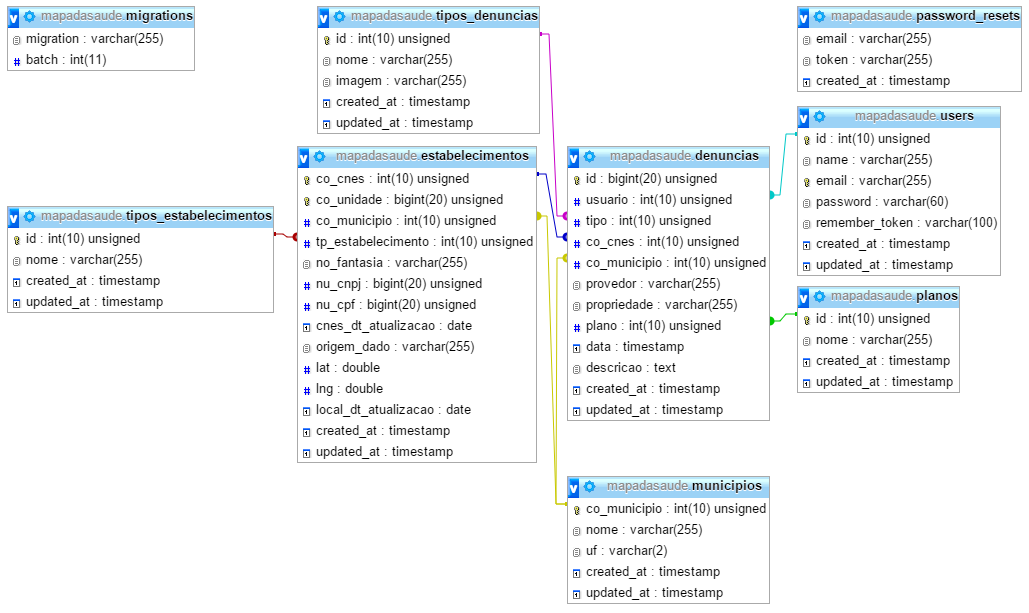 mapadasaude.migrations
migration : varchar(255)
batch : int(11)
mapadasaude.tipos_denuncias
id : int(10) unsigned
nome : varchar(255)
imagem : varchar(255)
created_at : timestamp
updated_at : timestamp
mapadasaude.password_resets
email : varchar(255)
token : varchar(255)
created_at : timestamp
mapadasaude.users
id : int(10) unsigned
name : varchar(255)
email : varchar(255)
password : varchar(60)
remember_token : varchar(100)
created_at : timestamp
updated_at : timestamp
mapadasaude.estabelecimentos
co_cnes : int(10) unsigned
co_unidade : bigint(20) unsigned
co_municipio : int(10) unsigned
tp_estabelecimento : int(10) unsigned
no_fantasia : varchar(255)
nu_cnpj : bigint(20) unsigned
nu_cpf : bigint(20) unsigned
cnes_dt_atualizacao : date
origem_dado : varchar(255)
lat : double
lng : double
local_dt_atualizacao : date
created_at : timestamp
updated_at : timestamp
mapadasaude.denuncias
id : bigint(20) unsigned
usuario : int(10) unsigned
tipo : int(10) unsigned
co_cnes : int(10) unsigned
co_municipio : int(10) unsigned
provedor : varchar(255)
propriedade : varchar(255)
plano : int(10) unsigned
data : timestamp
descricao : text
created_at : timestamp
updated_at : timestamp
mapadasaude.tipos_estabelecimentos
id : int(10) unsigned
nome : varchar(255)
created_at : timestamp
updated_at : timestamp
mapadasaude.planos
id : int(10) unsigned
nome : varchar(255)
created_at : timestamp
updated_at : timestamp
mapadasaude.municipios
co_municipio : int(10) unsigned
nome : varchar(255)
uf : varchar(2)
created_at : timestamp
updated_at : timestamp